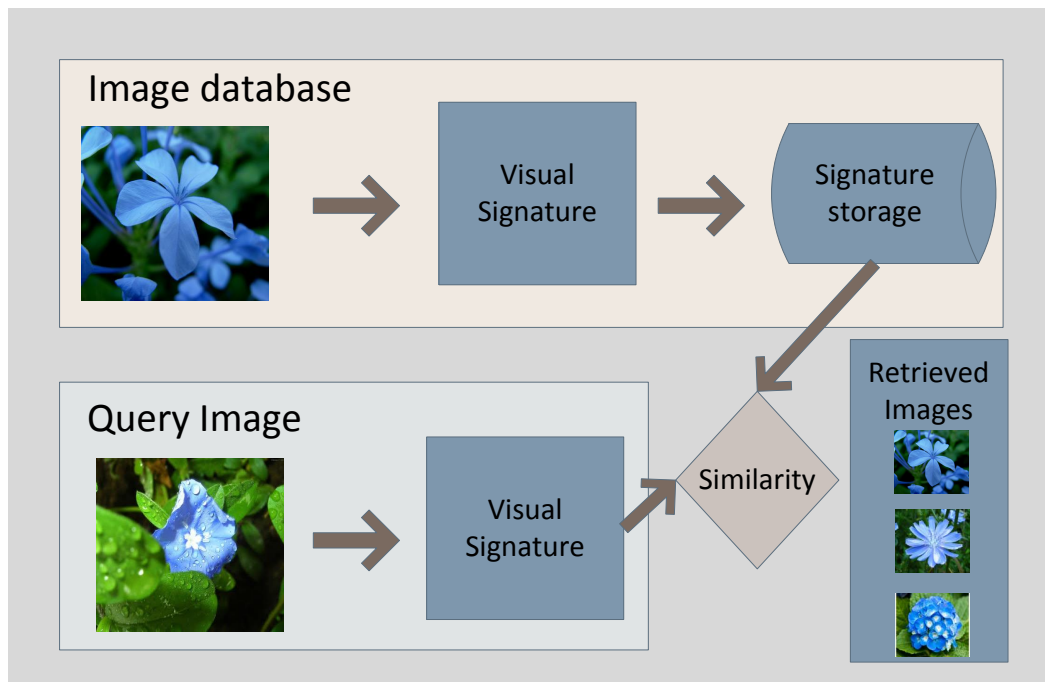 Image database
Visual
Signature
Signature
storage
Query Image
Visual
Signature
Similarity
Retrieved
Images